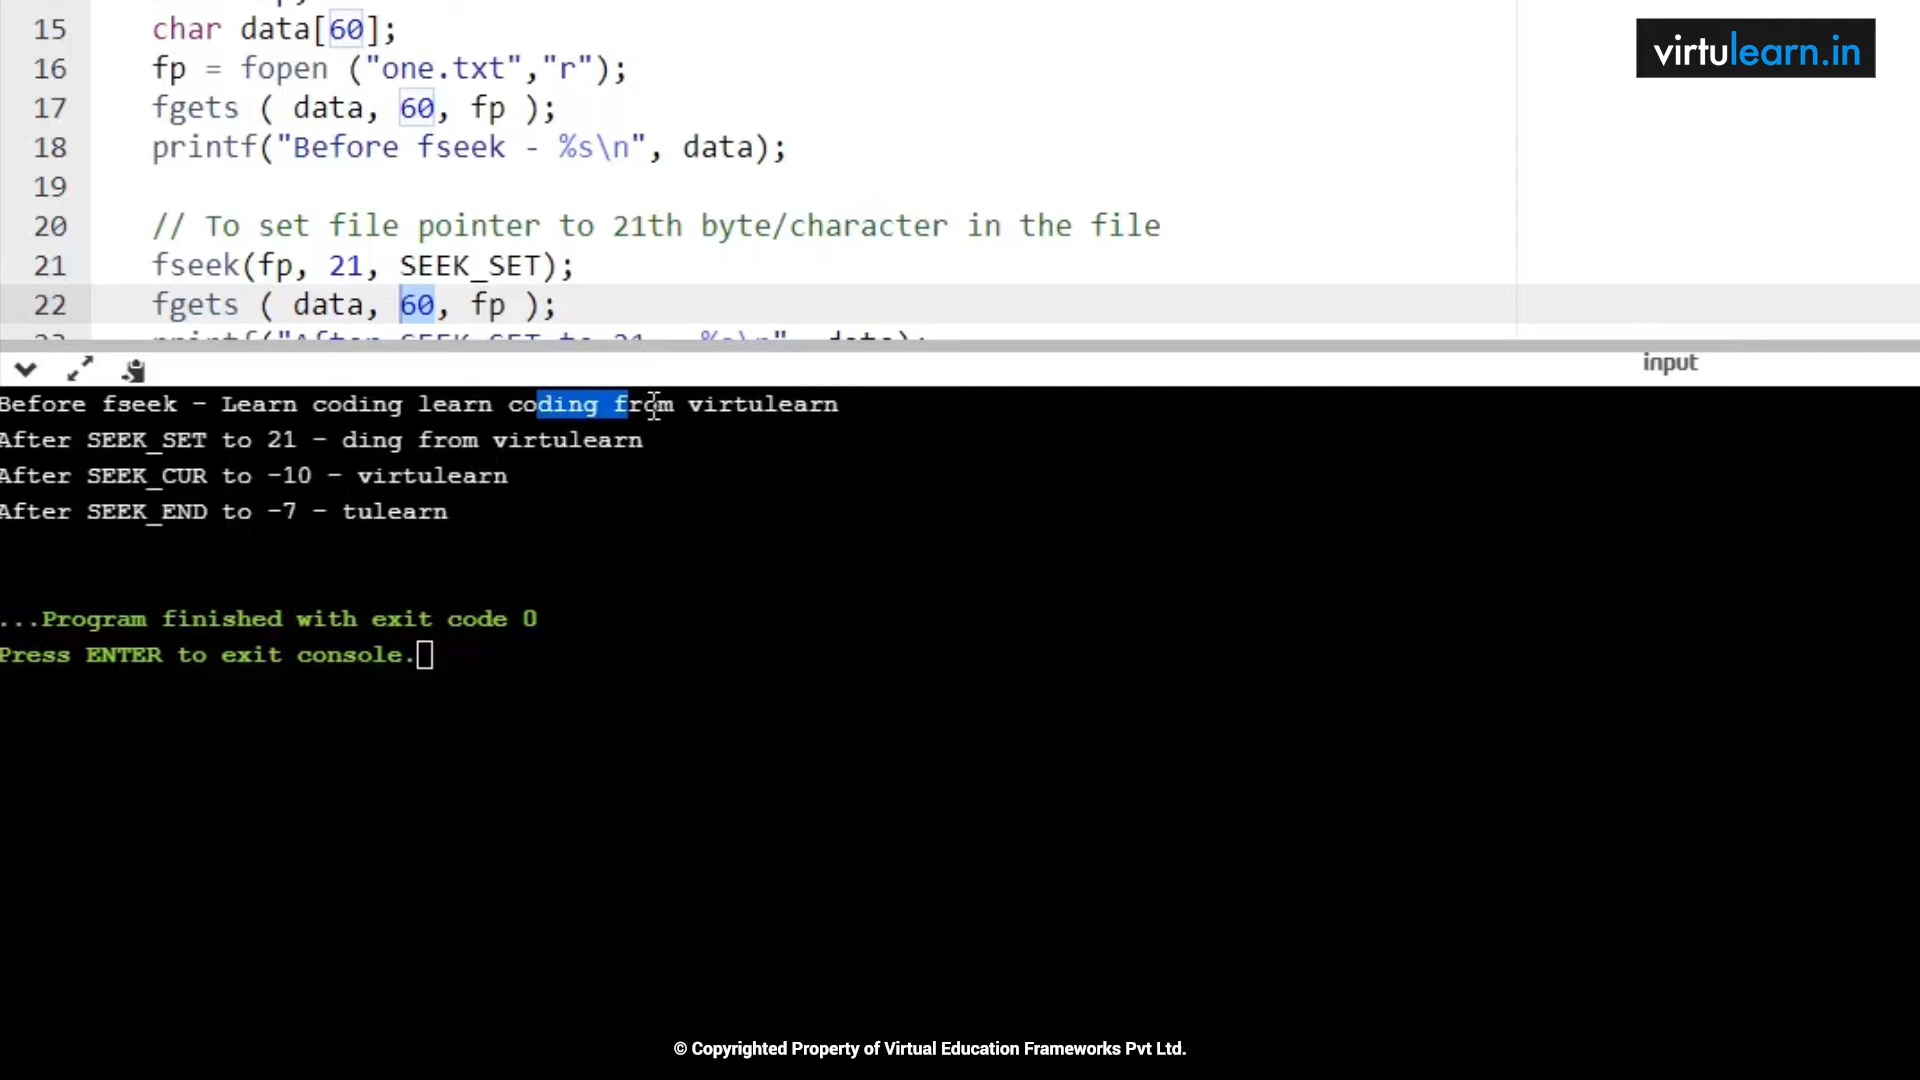 15 char data[60];
16 fp = fopen ("one.txt","r");
17 fgets ( data, 60, fp );
18 printf("Before fseek - %s\n", data);
19
20 // To set file pointer to 21th byte/character in the file
21 fseek(fp, 21, SEEK_SET);
22 fgets ( data, 60, fp );
virtulearn.in
input
Before fseek - Learn coding learn coding from virtulearn
After SEEK_SET to 21 - ding from virtulearn
After SEEK_CUR to -10 - virtulearn
After SEEK_END to -7 - tulearn
...Program finished with exit code 0
Press ENTER to exit console.
© Copyrighted Property of Virtual Education Frameworks Pvt Ltd.